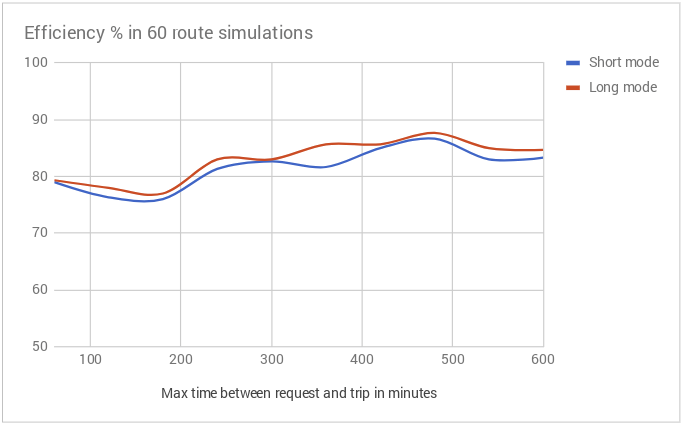 Efficiency % in 60 route simulations
Short mode
Long mode
100
90
80
70
60
50
100 200 300 400 500 600
Max time between request and trip in minutes